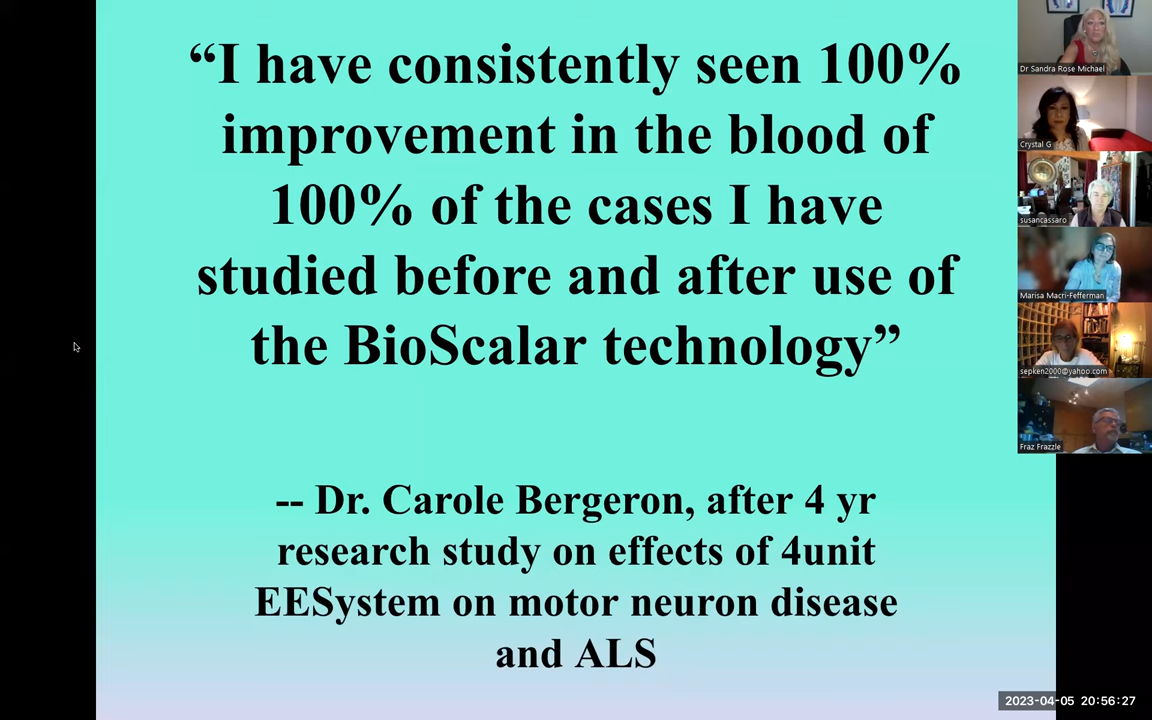 “I have consistently seen 100%
improvement in the blood of
100% of the cases I have
studied before and after use of
the BioScalar technology”
-- Dr. Carole Bergeron, after 4 yr
research study on effects of 4unit
EESystem on motor neuron disease
and ALS
Dr Sandra Rose Michael
Crystal G
susancassaro
Marisa Macri-Fefferman
sepken2000@yahoo.com
Fraz Frazzle
2023-04-05 20:56:27